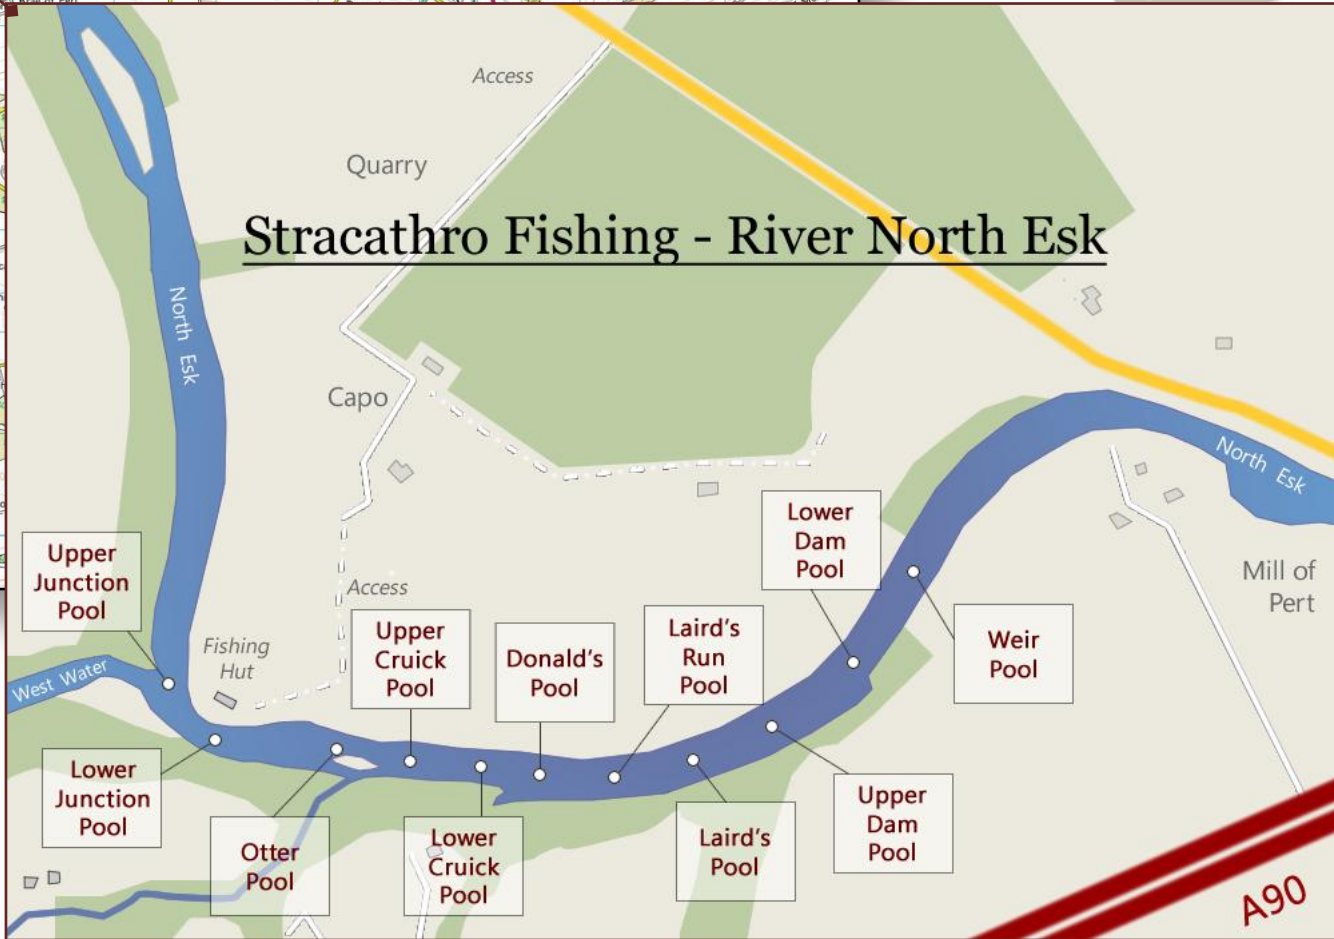 Access
Quarry
Stracathro Fishing - River North Esk
North Esk
Capo
North Esk
Lower
Dam
Pool
Upper
Junction
Pool
Mill of
Pert
Access
Fishing
Hut
Upper
Cruick
Pool
Donald's
Pool
Laird's
Run
Pool
Weir
Pool
West Water
Lower
Junction
Pool
Otter
Pool
Lower
Cruick
Pool
Laird's
Pool
Upper
Dam
Pool
A90